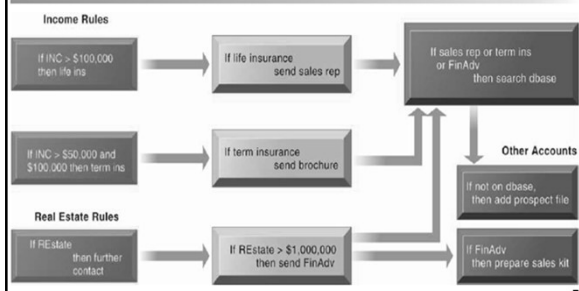 Income Rules
If INC > $100,000
then life ins
If life insurance
send sales rep
If sales rep or term ins
or FinAdv
then search dbase
If INC > $50,000 and
$100,000 then term ins
If term insurance
send brochure
Other Accounts
If not on dbase,
then add prospect file
Real Estate Rules
If REstate
then further
contact
If REstate > $1,000,000
then send FinAdv
If FinAdv
then prepare sales kit